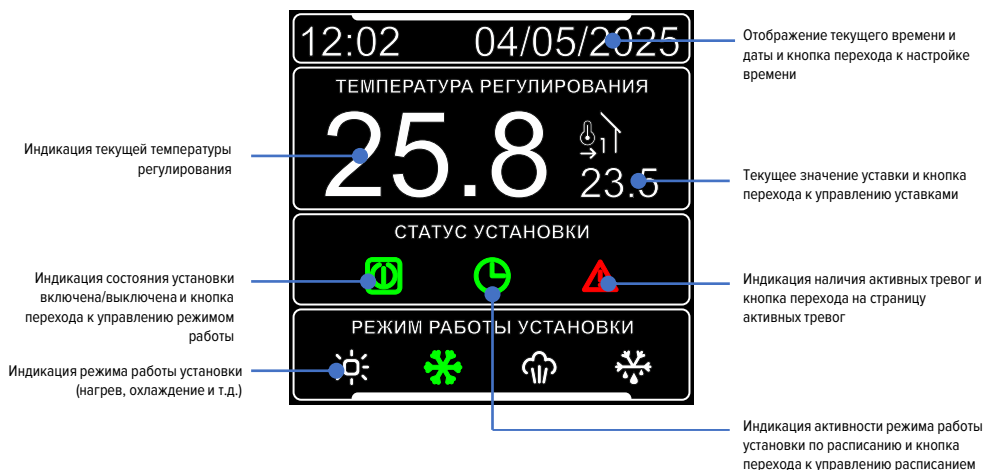 12:02 04/05/2025
ТЕМПЕРАТУРА РЕГУЛИРОВАНИЯ
25.8
1
23.5
СТАТУС УСТАНОВКИ
РЕЖИМ РАБОТЫ УСТАНОВКИ
Индикация текущей температуры
регулирования
Индикация состояния установки
включена/выключена и кнопка
перехода к управлению режимом
работы
Индикация режима работы установки
(нагрев, охлаждение и т.д.)
Отображение текущего времени и
даты и кнопка перехода к настройке
времени
Текущее значение уставки и кнопка
перехода к управлению уставками
Индикация наличия активных тревог и
кнопка перехода на страницу
активных тревог
Индикация активности режима работы
установки по расписанию и кнопка
перехода к управлению расписанием